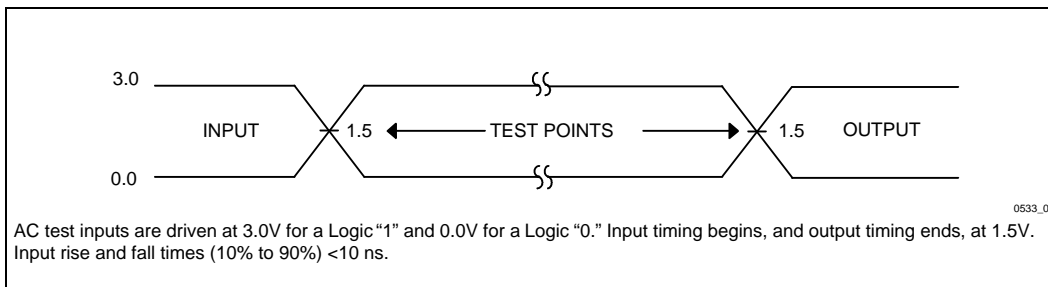 3.0
INPUT 1.5 TEST POINTS 1.5 OUTPUT
0.0
0533_0
AC test inputs are driven at 3.0V for a Logic “1” and 0.0V for a Logic “0.” Input timing begins, and output timing ends, at 1.5V.
Input rise and fall times (10% to 90%) <10 ns.